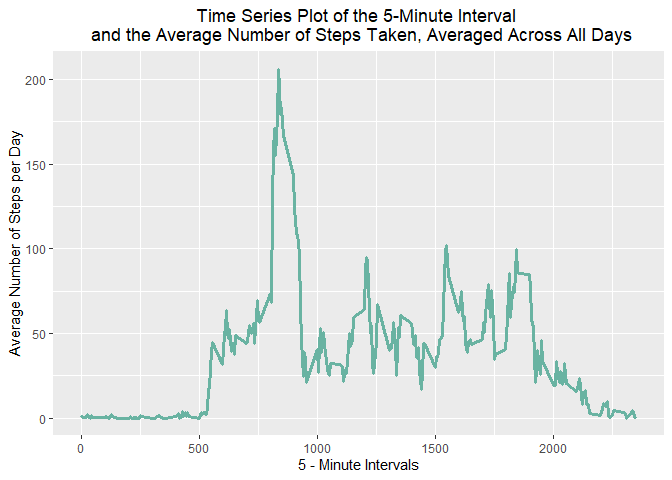 Time Series Plot of the 5-Minute Interval
and the Average Number of Steps Taken, Averaged Across All Days
Average Number of Steps per Day
200
150
100
50
0
0 500 1000 1500 2000
5 - Minute Intervals